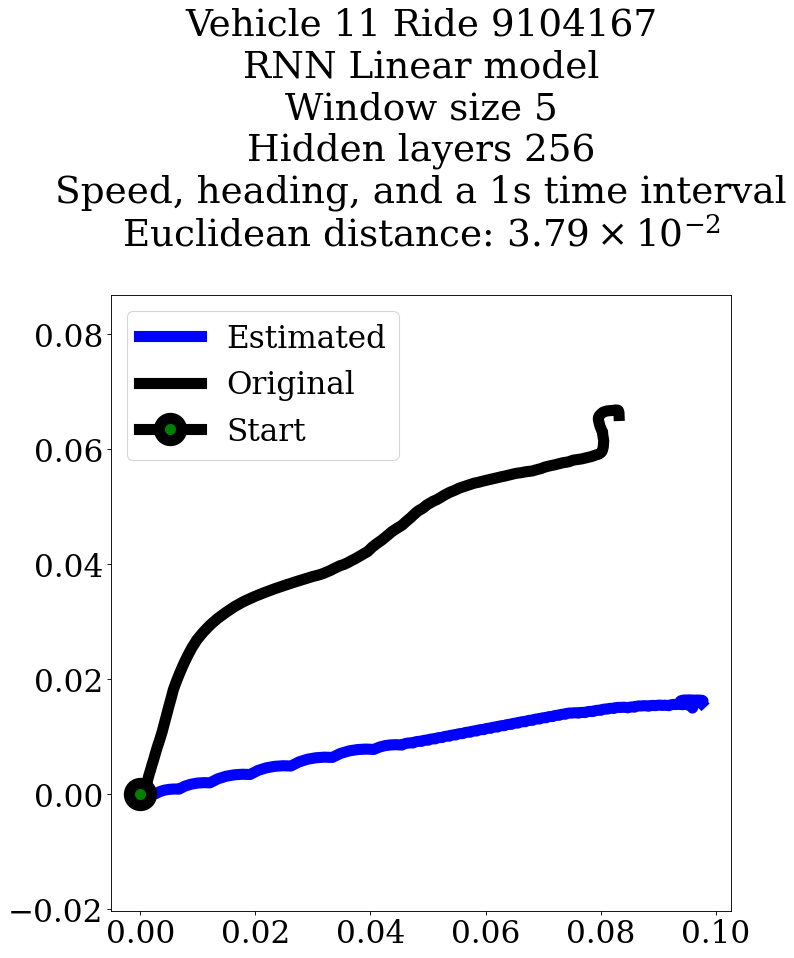 Vehicle 11 Ride 9104167
RNN Linear model
Window size 5
Hidden layers 256
Speed, heading, and a 1s time interval
Euclidean distance: 3.79 × 10⁻²
Estimated
Original
Start
0.08
0.06
0.04
0.02
0.00
−0.02
0.00 0.02 0.04 0.06 0.08 0.10